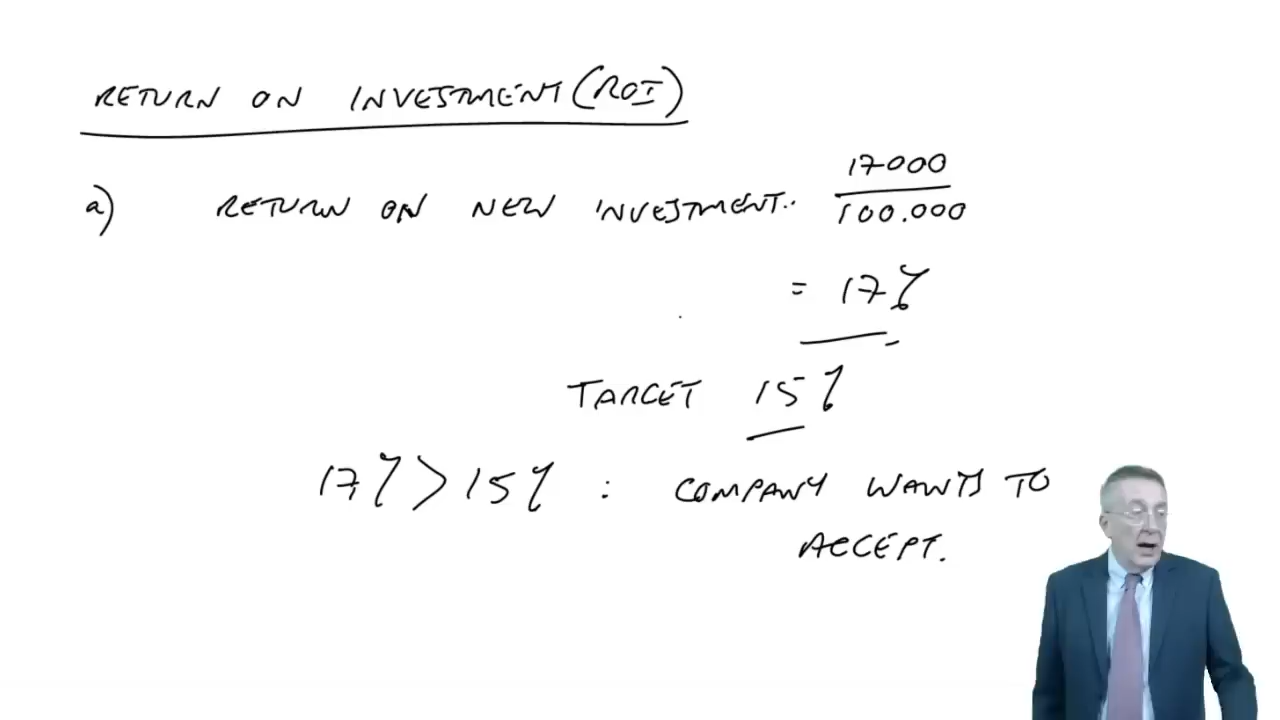 RETURN ON INVESTMENT (ROI)
a) RETURN ON NEW INVESTMENT: 17000
100.000
= 17%
TARGET 15%
17% > 15% : COMPANY WANTS TO
ACCEPT.